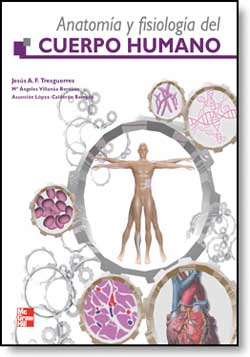 Anatomía y fisiología del
CUERPO HUMANO
Jesús A. F. Tresguerres
Mª Ángeles Villanúa Bernués
Asunción López-Calderón Barreda
Mc
Graw
Hill